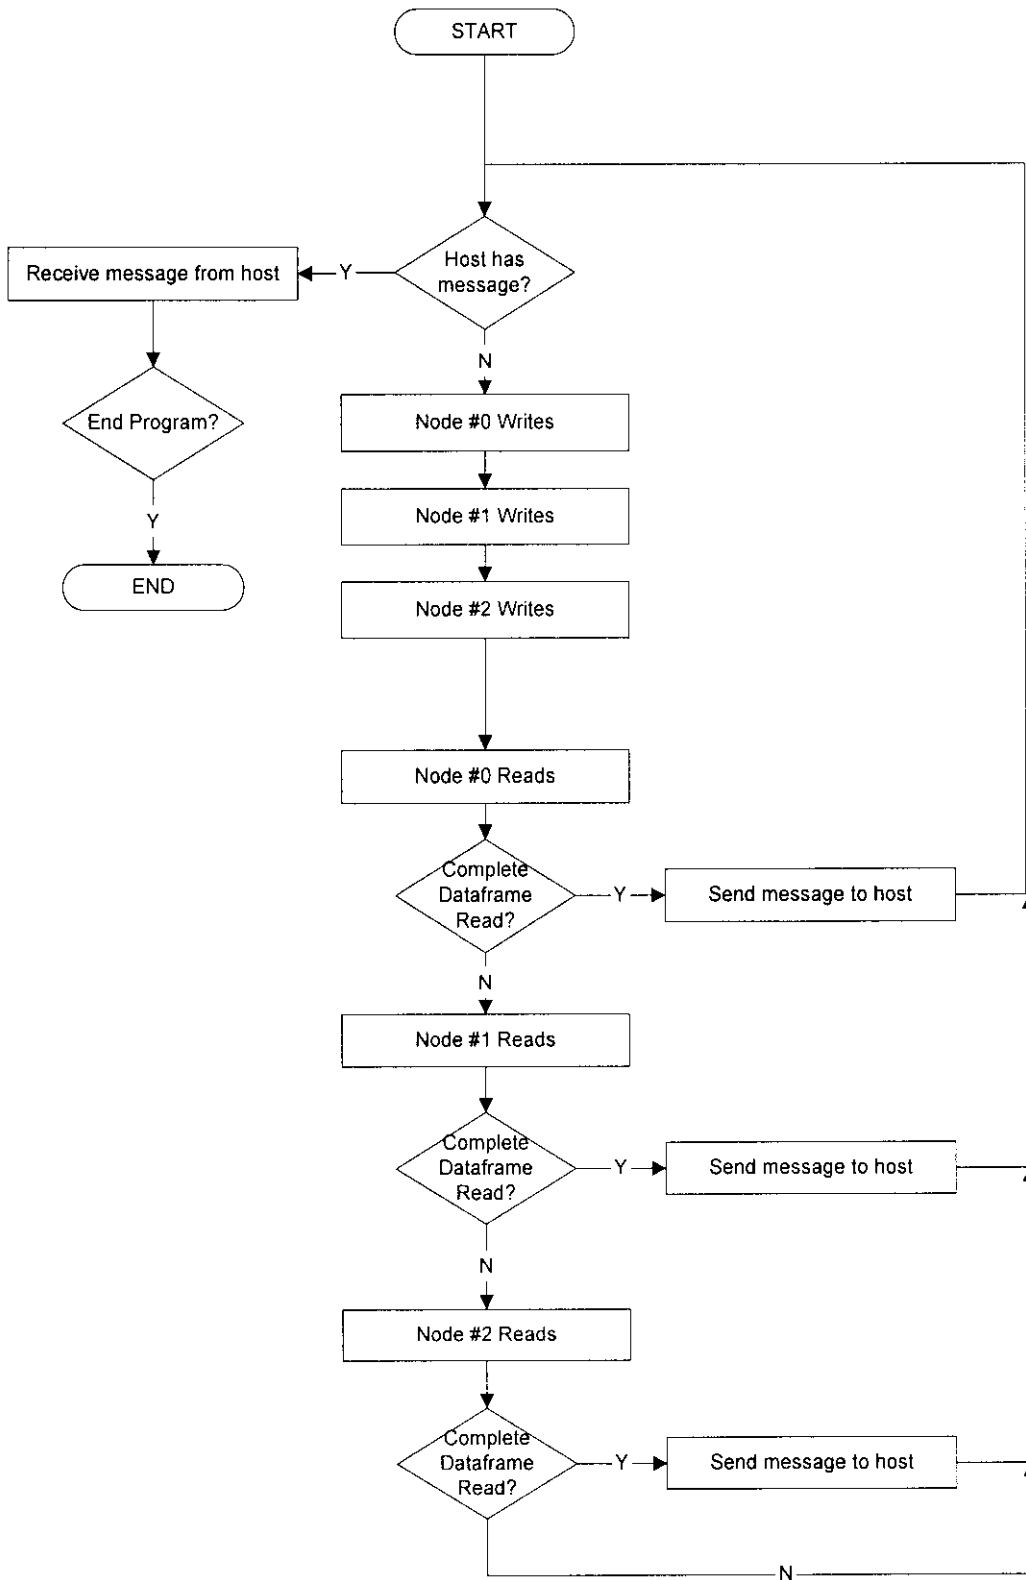 START
Host has
message?
Y
Receive message from host
N
End Program?
Node #0 Writes
Node #1 Writes
Y
END
Node #2 Writes
Node #0 Reads
Complete
Dataframe
Read?
Y
Send message to host
N
Node #1 Reads
Complete
Dataframe
Read?
Y
Send message to host
N
Node #2 Reads
Complete
Dataframe
Read?
Y
Send message to host
N